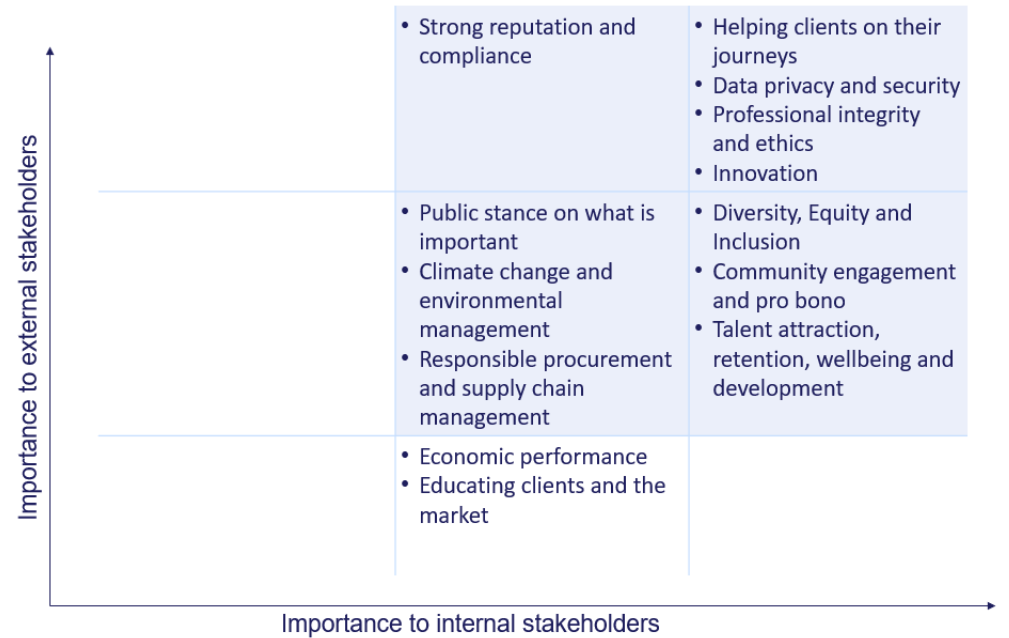 Importance to external stakeholders
• Strong reputation and
compliance
• Helping clients on their
journeys
• Data privacy and security
• Professional integrity
and ethics
• Innovation
• Public stance on what is
important
• Climate change and
environmental
management
• Responsible procurement
and supply chain
management
• Diversity, Equity and
Inclusion
• Community engagement
and pro bono
• Talent attraction,
retention, wellbeing and
development
• Economic performance
• Educating clients and the
market
Importance to internal stakeholders